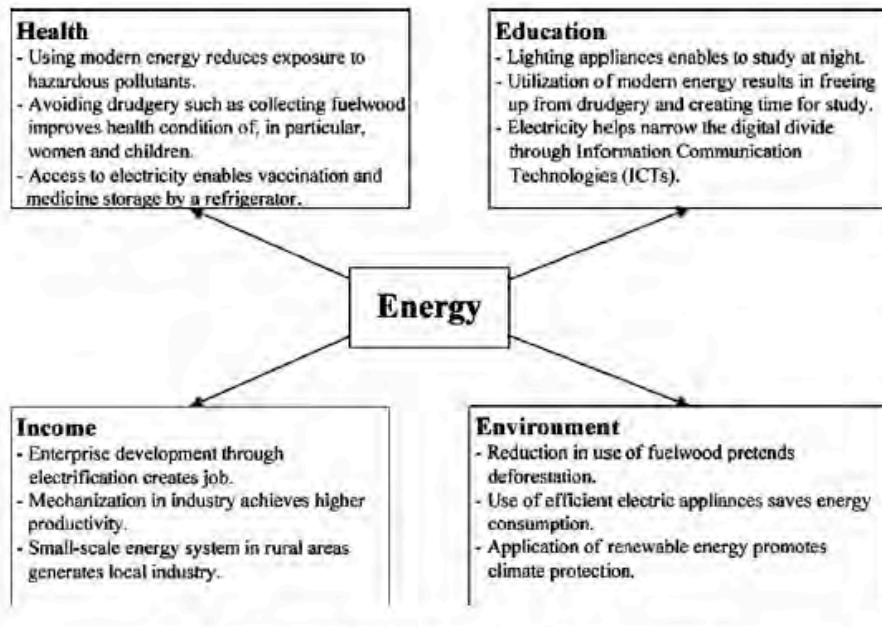 Health
- Using modern energy reduces exposure to
hazardous pollutants.
- Avoiding drudgery such as collecting fuelwood
improves health condition of, in particular,
women and children.
- Access to electricity enables vaccination and
medicine storage by a refrigerator.
Education
- Lighting appliances enables to study at night.
- Utilization of modern energy results in freeing
up from drudgery and creating time for study.
- Electricity helps narrow the digital divide
through Information Communication
Technologies (ICTs).
Energy
Income
- Enterprise development through
electrification creates job.
- Mechanization in industry achieves higher
productivity.
- Small-scale energy system in rural areas
generates local industry.
Environment
- Reduction in use of fuelwood pretends
deforestation.
- Use of efficient electric appliances saves energy
consumption.
- Application of renewable energy promotes
climate protection.